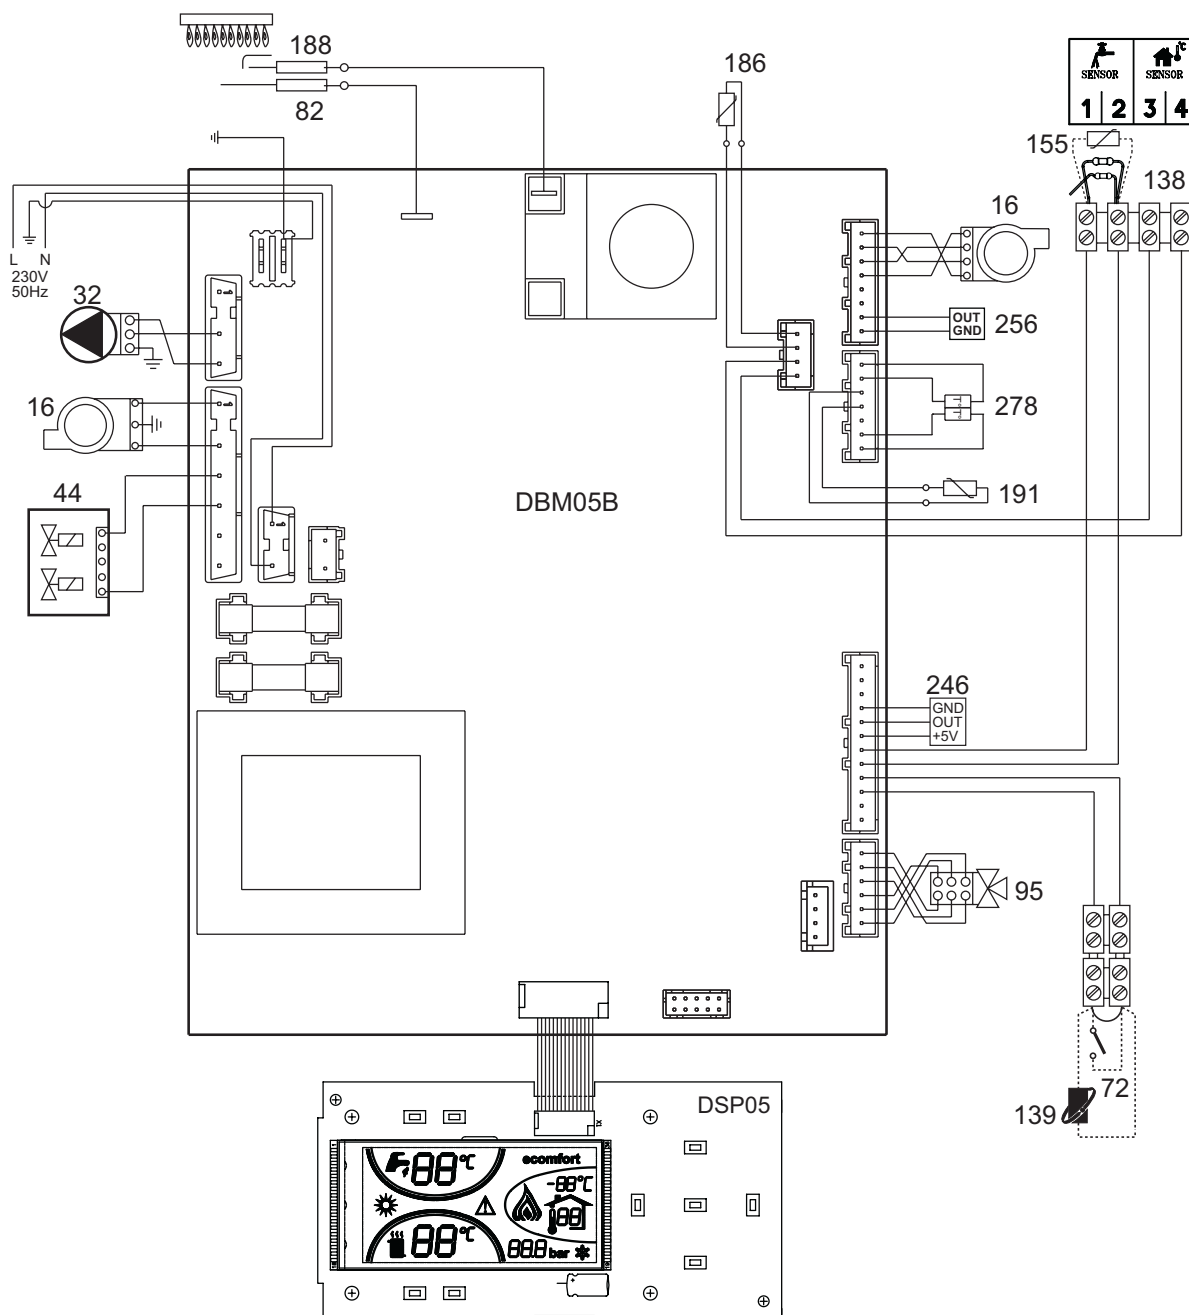 188
82
186
°C
SENSOR SENSOR
1 2 3 4
155
138
16
L N
230V
50Hz
32
OUT
GND
256
16
278
T° T°
44
DBM05B
191
246
GND
OUT
+5V
95
72
139
DSP05
X1
ecomfort
88°C
-88°C
88
88°C
88.8 bar